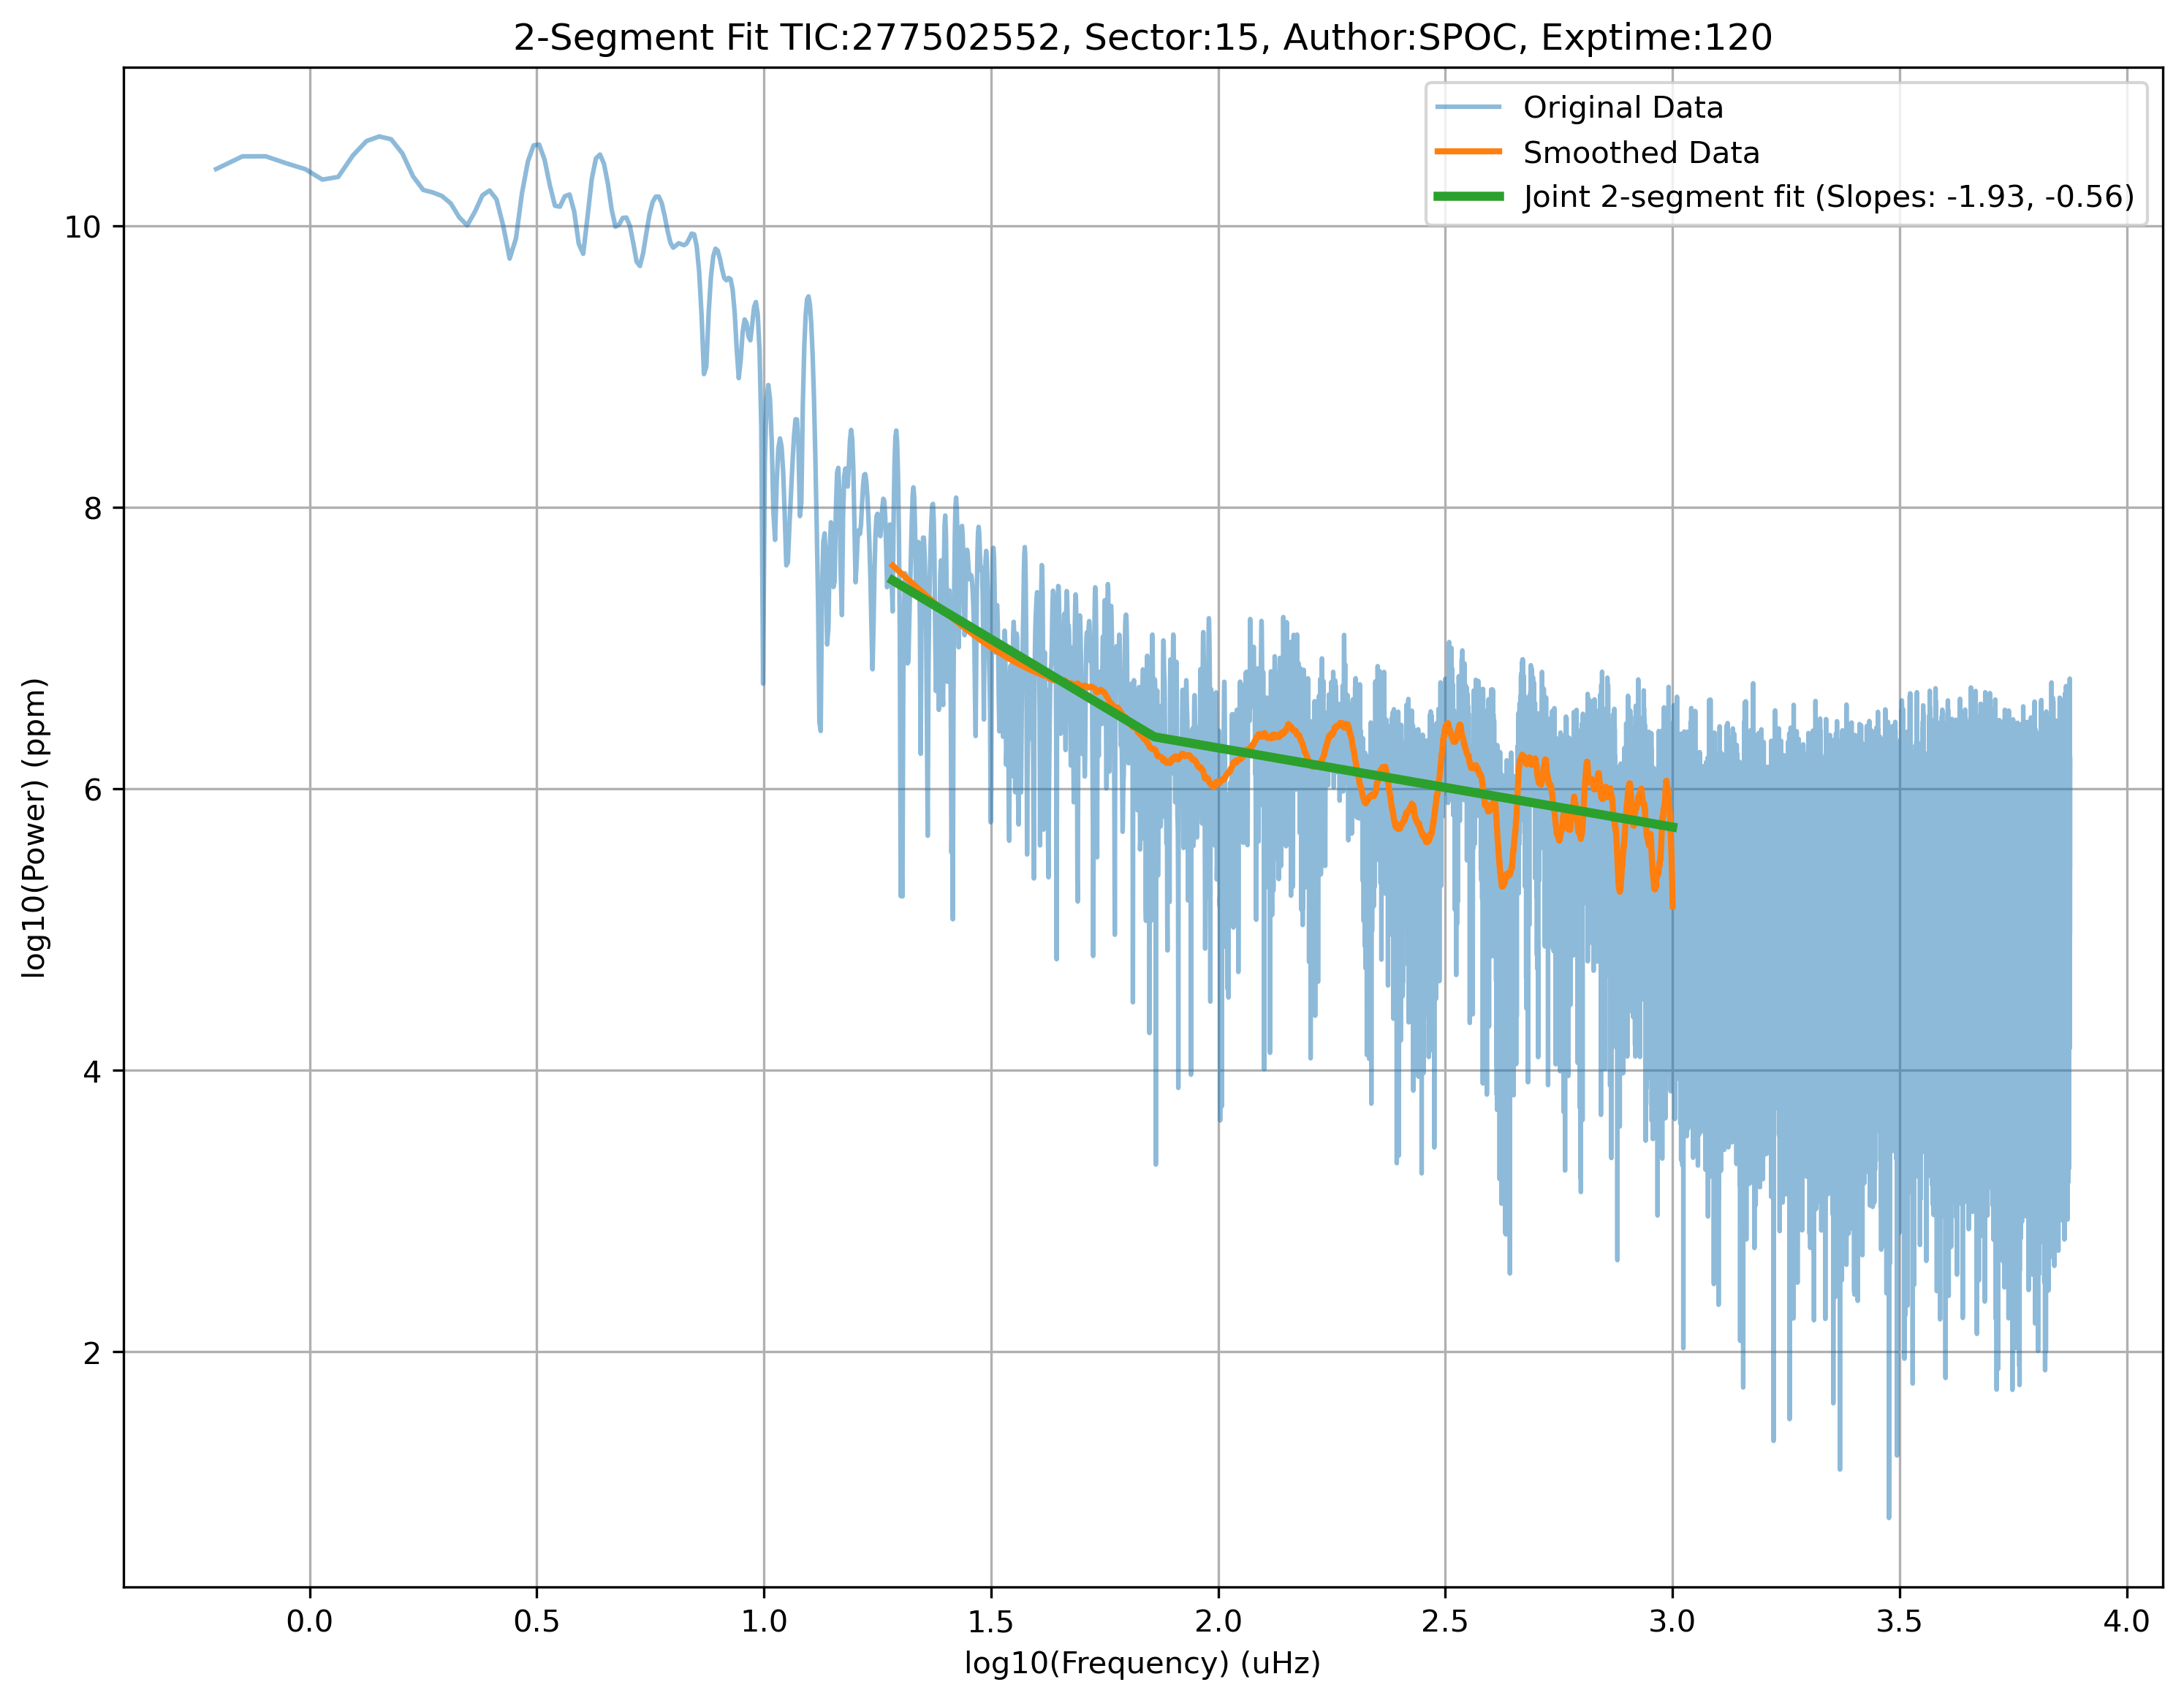 2-Segment Fit TIC:277502552, Sector:15, Author:SPOC, Exptime:120
Original Data
Smoothed Data
Joint 2-segment fit (Slopes: -1.93, -0.56)
log10(Power) (ppm)
10
8
6
4
2
0.0 0.5 1.0 1.5 2.0 2.5 3.0 3.5 4.0
log10(Frequency) (uHz)